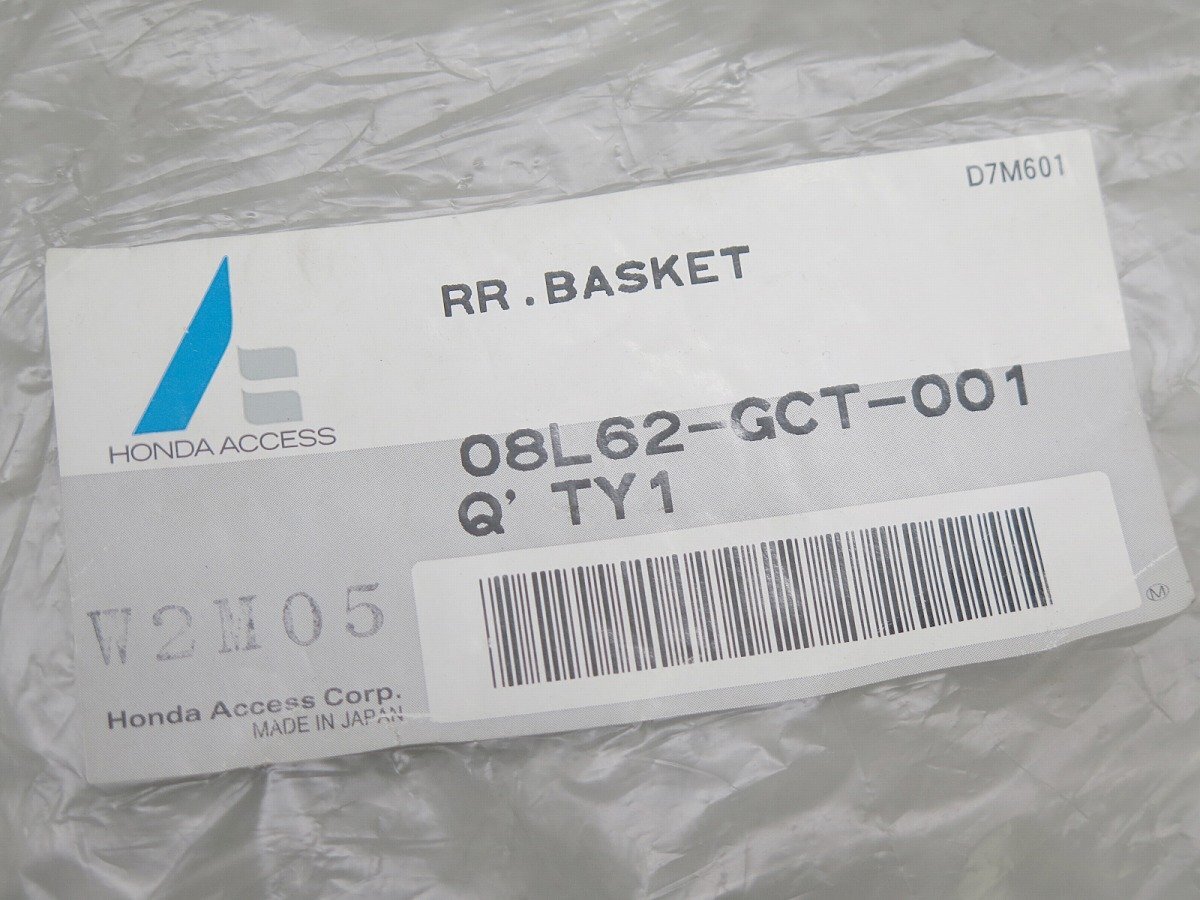 D7M601
RR.BASKET
HONDA ACCESS
08L62-GCT-001
Q'TY1
W2M05
Honda Access Corp.
MADE IN JAPAN
M